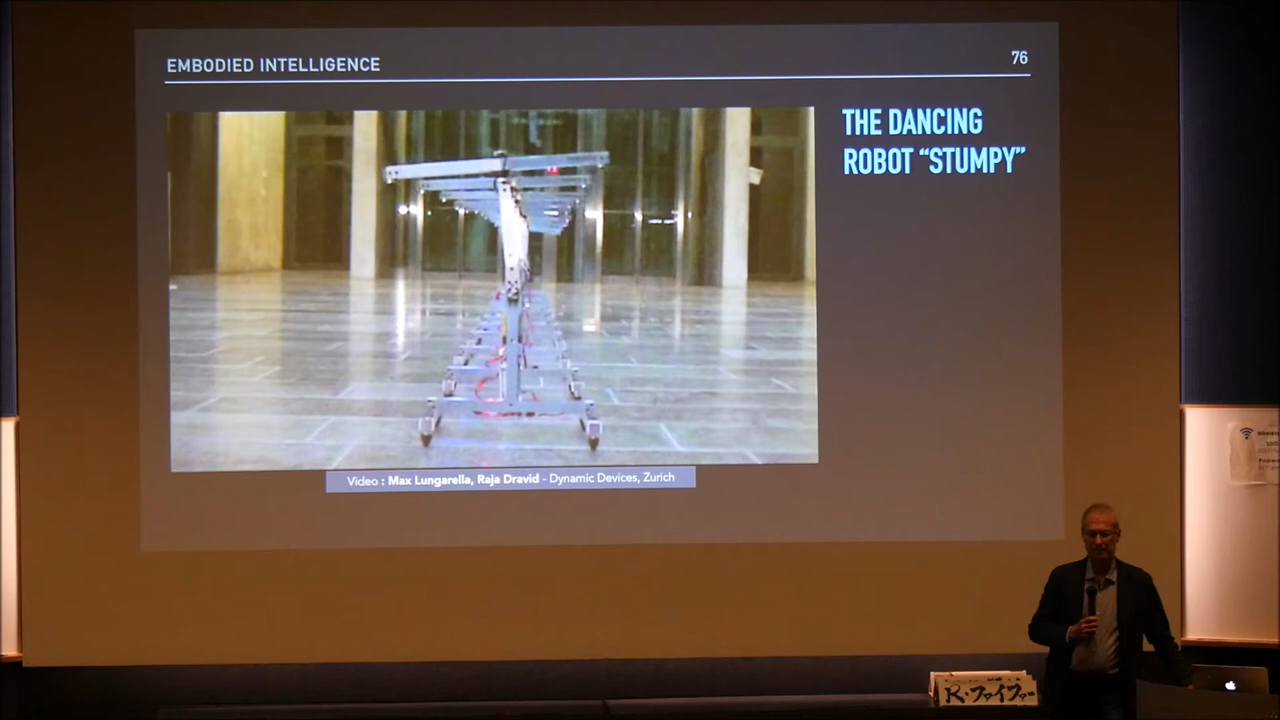 EMBODIED INTELLIGENCE
76
THE DANCING
ROBOT “STUMPY”
Video : Max Lungarella, Raja Dravid - Dynamic Devices, Zurich
R・ファイファー